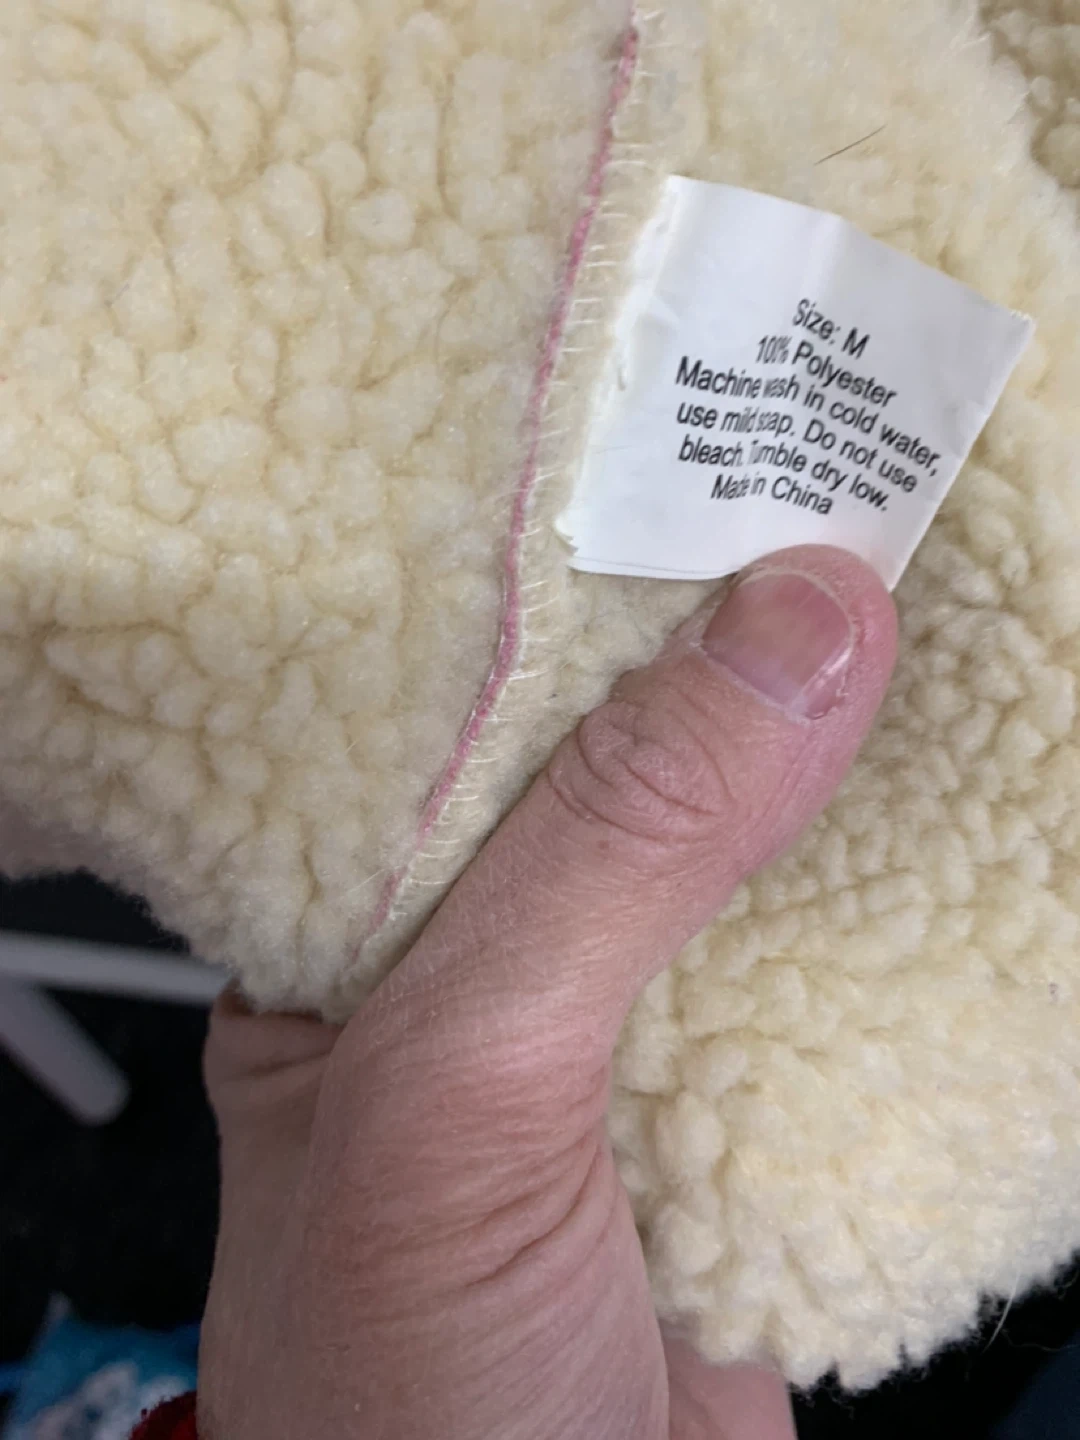 Size: M
100% Polyester
Machine wash in cold water,
use mild soap. Do not use
bleach. Tumble dry low.
Made in China